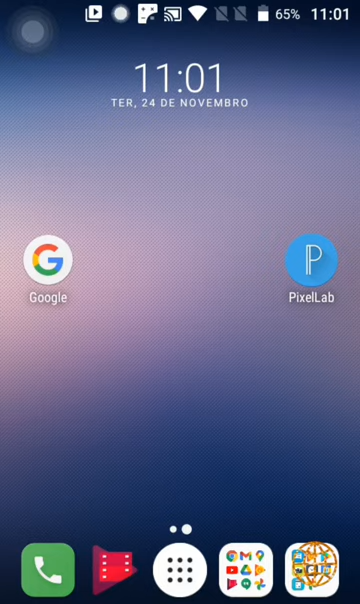 65% 11:01
11:01
TER, 24 DE NOVEMBRO
Google
PixelLab